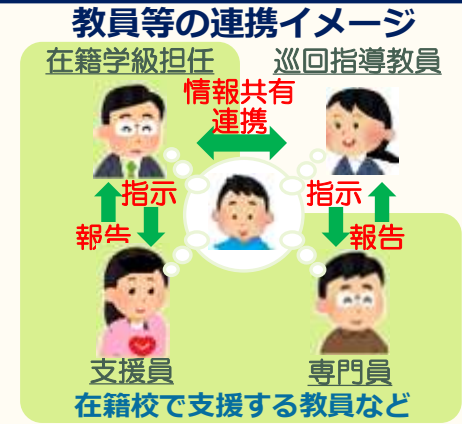 教員等の連携イメージ
在籍学級担任
巡回指導教員
情報共有
連携
指示
指示
報告
報告
支援員
専門員
在籍校で支援する教員など